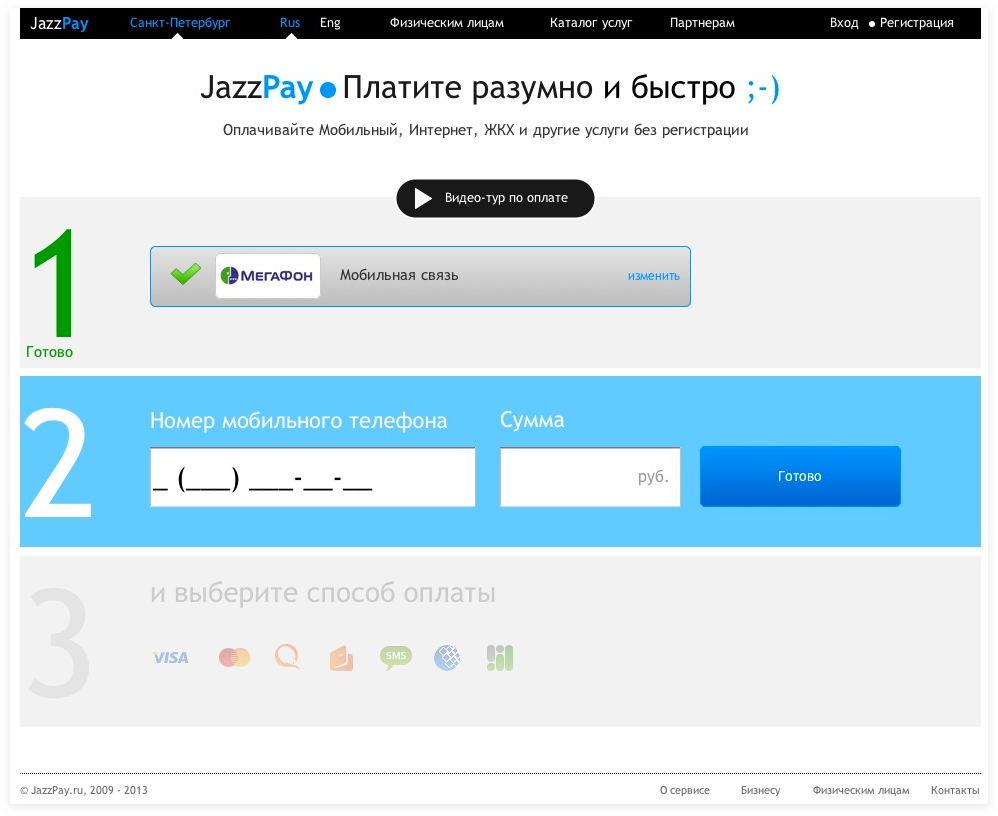 JazzPay Санкт-Петербург Rus Eng Физическим лицам Каталог услуг Партнерам Вход ● Регистрация
JazzPay ● Платите разумно и быстро ;-)
Оплачивайте Мобильный, Интернет, ЖКХ и другие услуги без регистрации
Видео-тур по оплате
1
Готово
МЕГАФОН Мобильная связь изменить
2
Номер мобильного телефона Сумма
_ (___) ___-__-__ руб. Готово
3
и выберите способ оплаты
VISA SMS
© JazzPay.ru, 2009 - 2013 О сервисе Бизнесу Физическим лицам Контакты